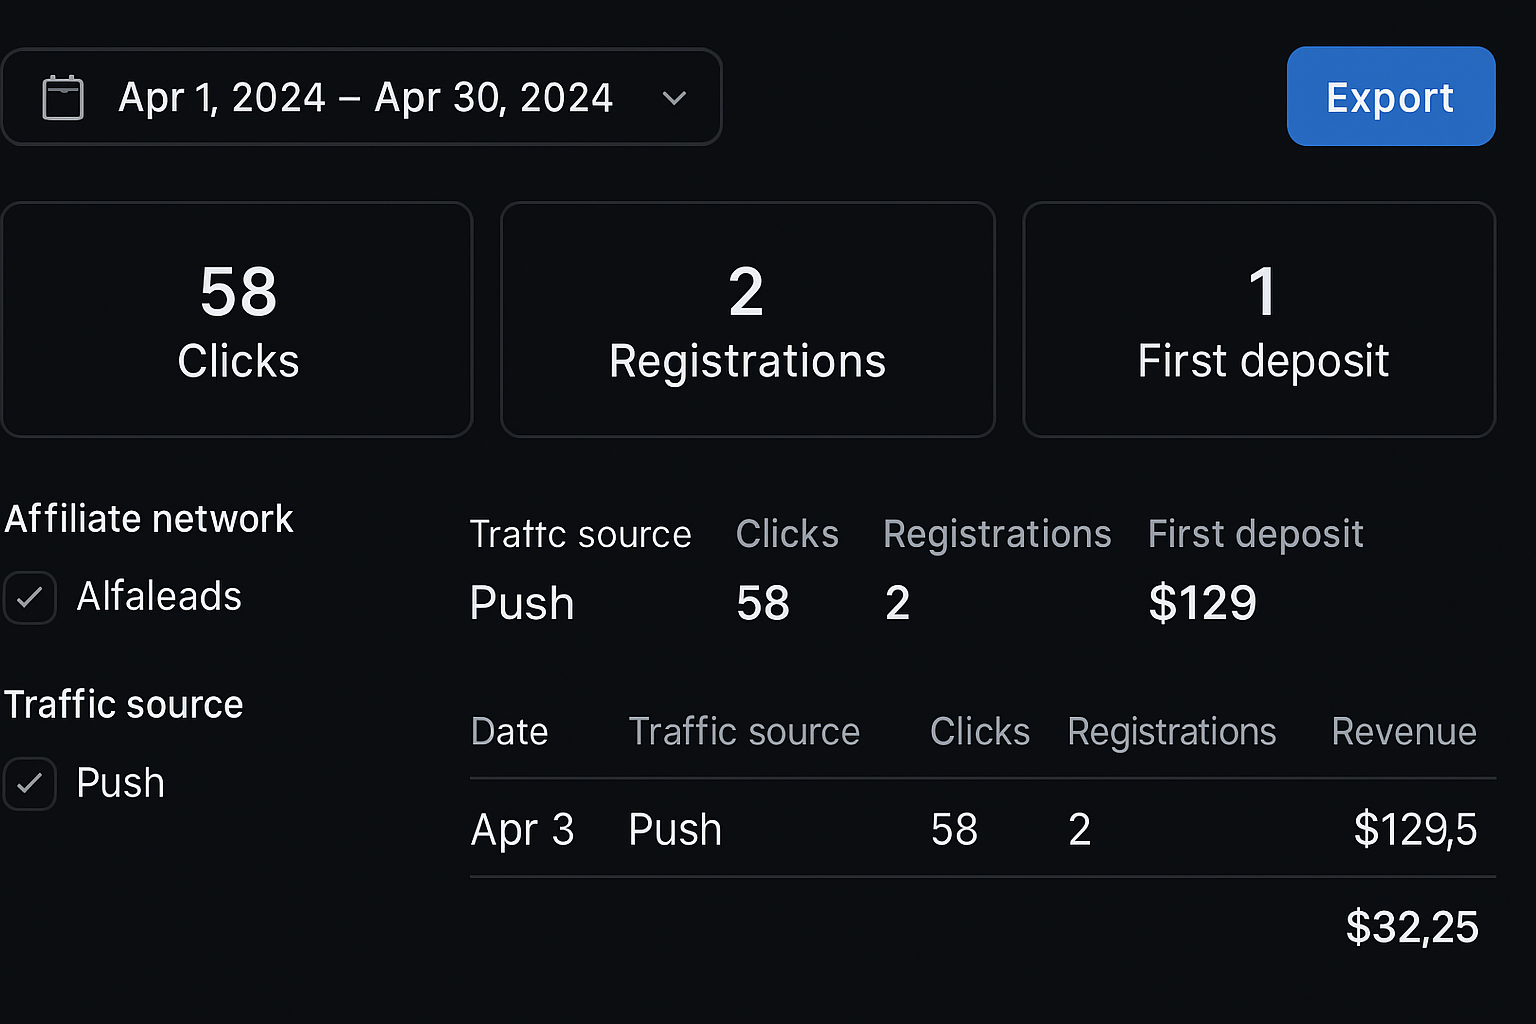 Apr 1, 2024 – Apr 30, 2024
Export
58
Clicks
2
Registrations
1
First deposit
Affiliate network
Alfaleads
Traffic source
Push
Trattc source Clicks Registrations First deposit
Push 58 2 $129
Date Traffic source Clicks Registrations Revenue
Apr 3 Push 58 2 $129,5
$32,25